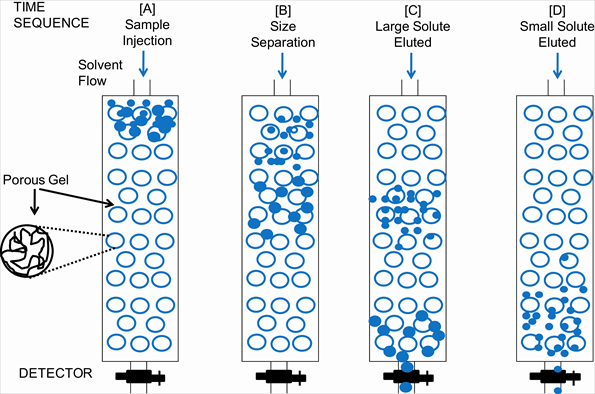 TIME
SEQUENCE:
[A]
Sample
Injection
[B]
Size
Separation
[C]
Large Solute
Eluted
[D]
Small Solute
Eluted
Solvent
Flow
Porous Gel
DETECTOR